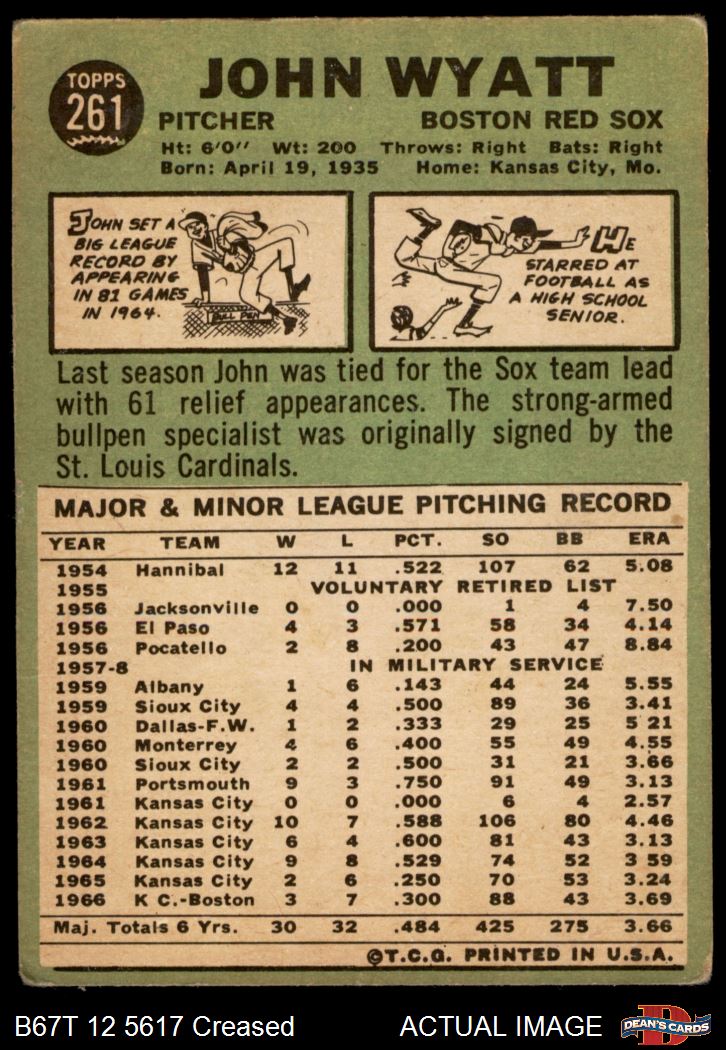 TOPPS
261
JOHN WYATT
PITCHER BOSTON RED SOX
Ht: 6'0'' Wt: 200 Throws: Right Bats: Right
Born: April 19, 1935 Home: Kansas City, Mo.
JOHN SET A
BIG LEAGUE
RECORD BY
APPEARING
IN 81 GAMES
IN 1964.
BULL PEN
HE
STARRED AT
FOOTBALL AS
A HIGH SCHOOL
SENIOR.
Last season John was tied for the Sox team lead
with 61 relief appearances. The strong-armed
bullpen specialist was originally signed by the
St. Louis Cardinals.
MAJOR & MINOR LEAGUE PITCHING RECORD
YEAR TEAM W L PCT. SO BB ERA
1954 Hannibal 12 11 .522 107 62 5.08
1955 VOLUNTARY RETIRED LIST
1956 Jacksonville 0 0 .000 1 4 7.50
1956 El Paso 4 3 .571 58 34 4.14
1956 Pocatello 2 8 .200 43 47 8.84
1957-8 IN MILITARY SERVICE
1959 Albany 1 6 .143 44 24 5.55
1959 Sioux City 4 4 .500 89 36 3.41
1960 Dallas-F.W. 1 2 .333 29 25 5 21
1960 Monterrey 4 6 .400 55 49 4.55
1960 Sioux City 2 2 .500 31 21 3.66
1961 Portsmouth 9 3 .750 91 49 3.13
1961 Kansas City 0 0 .000 6 4 2.57
1962 Kansas City 10 7 .588 106 80 4.46
1963 Kansas City 6 4 .600 81 43 3.13
1964 Kansas City 9 8 .529 74 52 3 59
1965 Kansas City 2 6 .250 70 53 3.24
1966 K C.-Boston 3 7 .300 88 43 3.69
Maj. Totals 6 Yrs. 30 32 .484 425 275 3.66
©T.C.G. PRINTED IN U.S.A.
B67T 12 5617 Creased ACTUAL IMAGE
D
DEAN'S CARDS